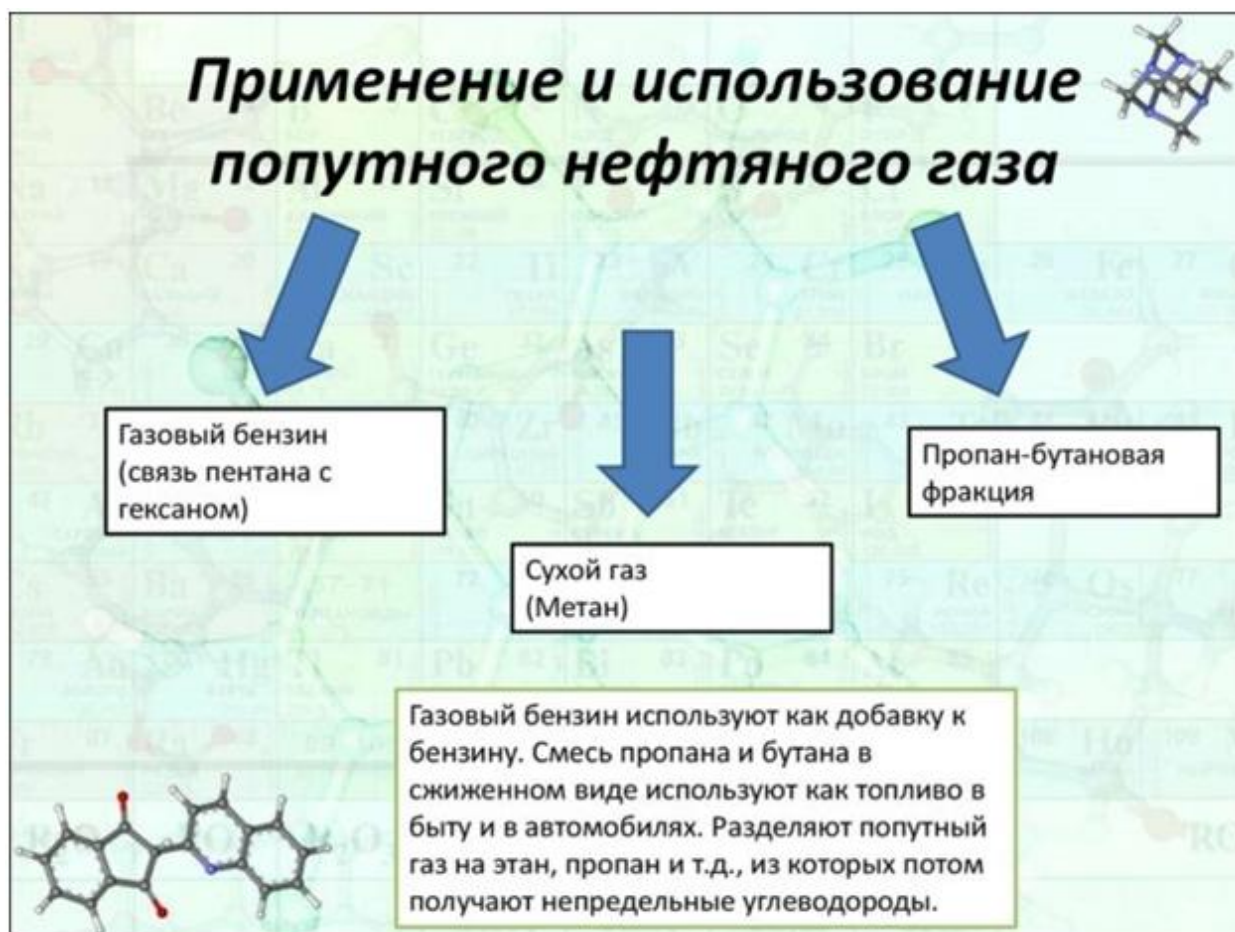 Применение и использование
попутного нефтяного газа
Газовый бензин
(связь пентана с
гексаном)
Сухой газ
(Метан)
Пропан-бутановая
фракция
Газовый бензин используют как добавку к
бензину. Смесь пропана и бутана в
сжиженном виде используют как топливо в
быту и в автомобилях. Разделяют попутный
газ на этан, пропан и т.д., из которых потом
получают непредельные углеводороды.